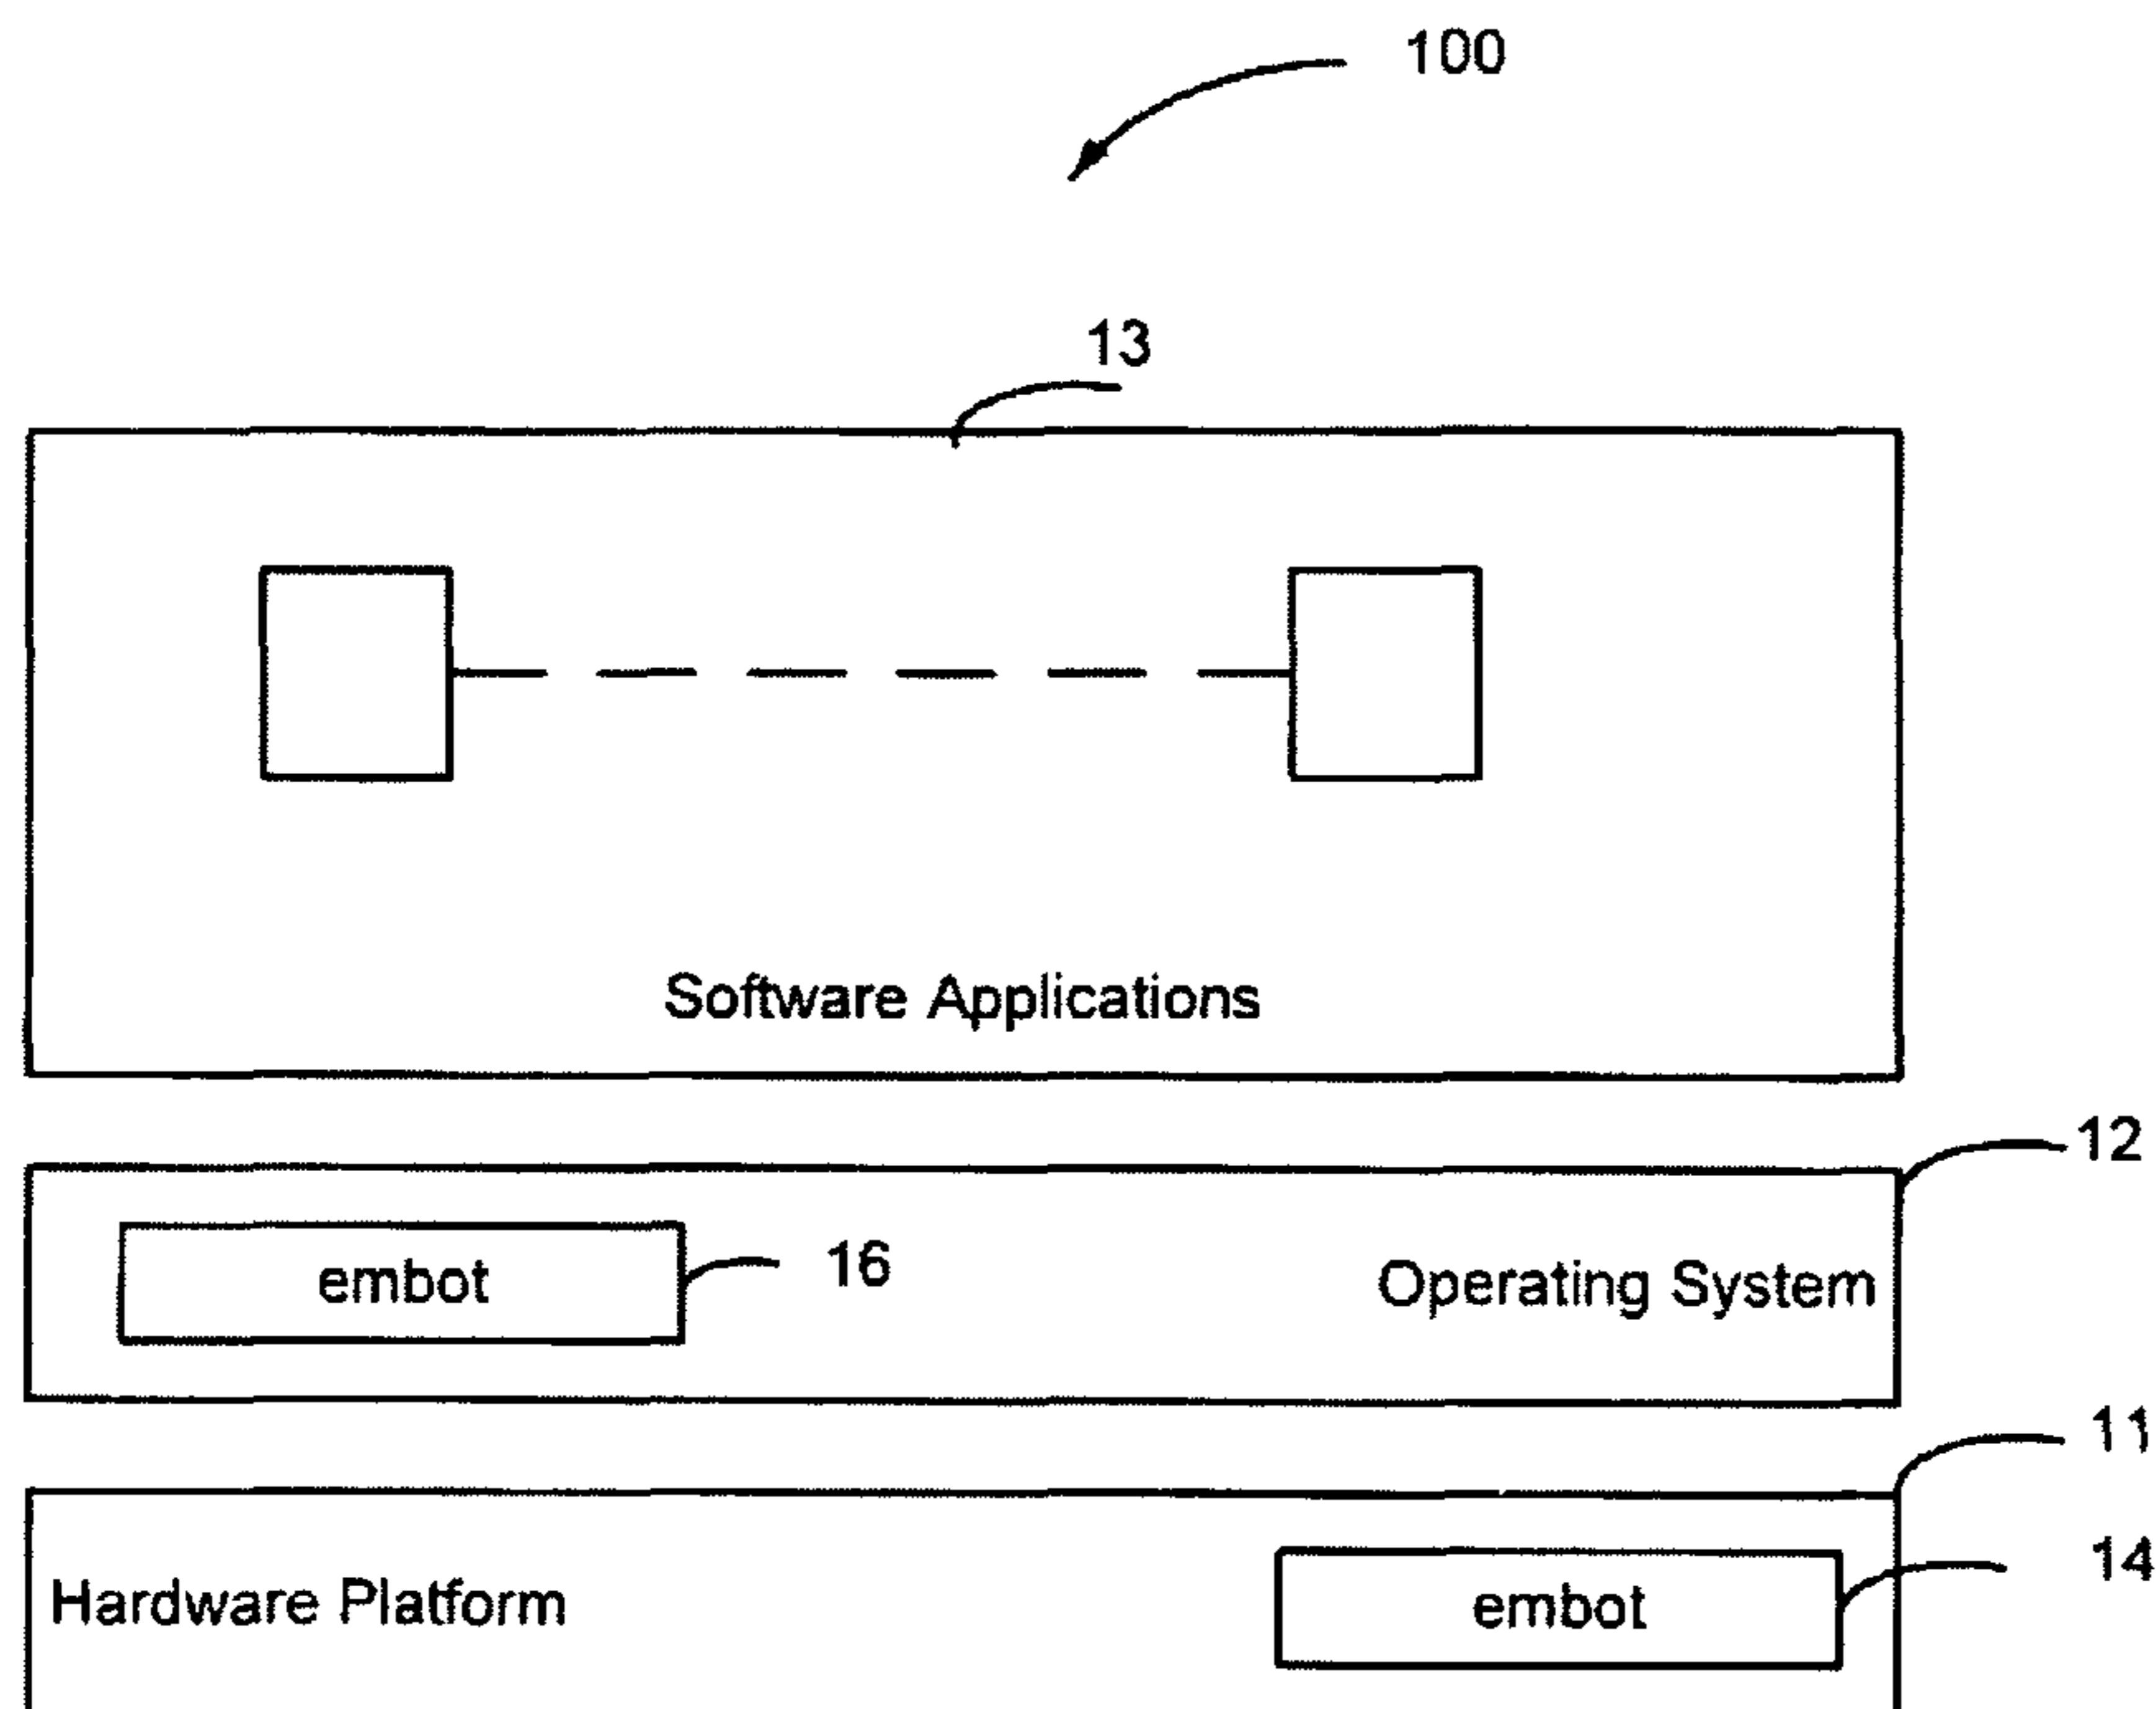 100
13
Software Applications
12
embot
16
Operating System
11
14
Hardware Platform
embot